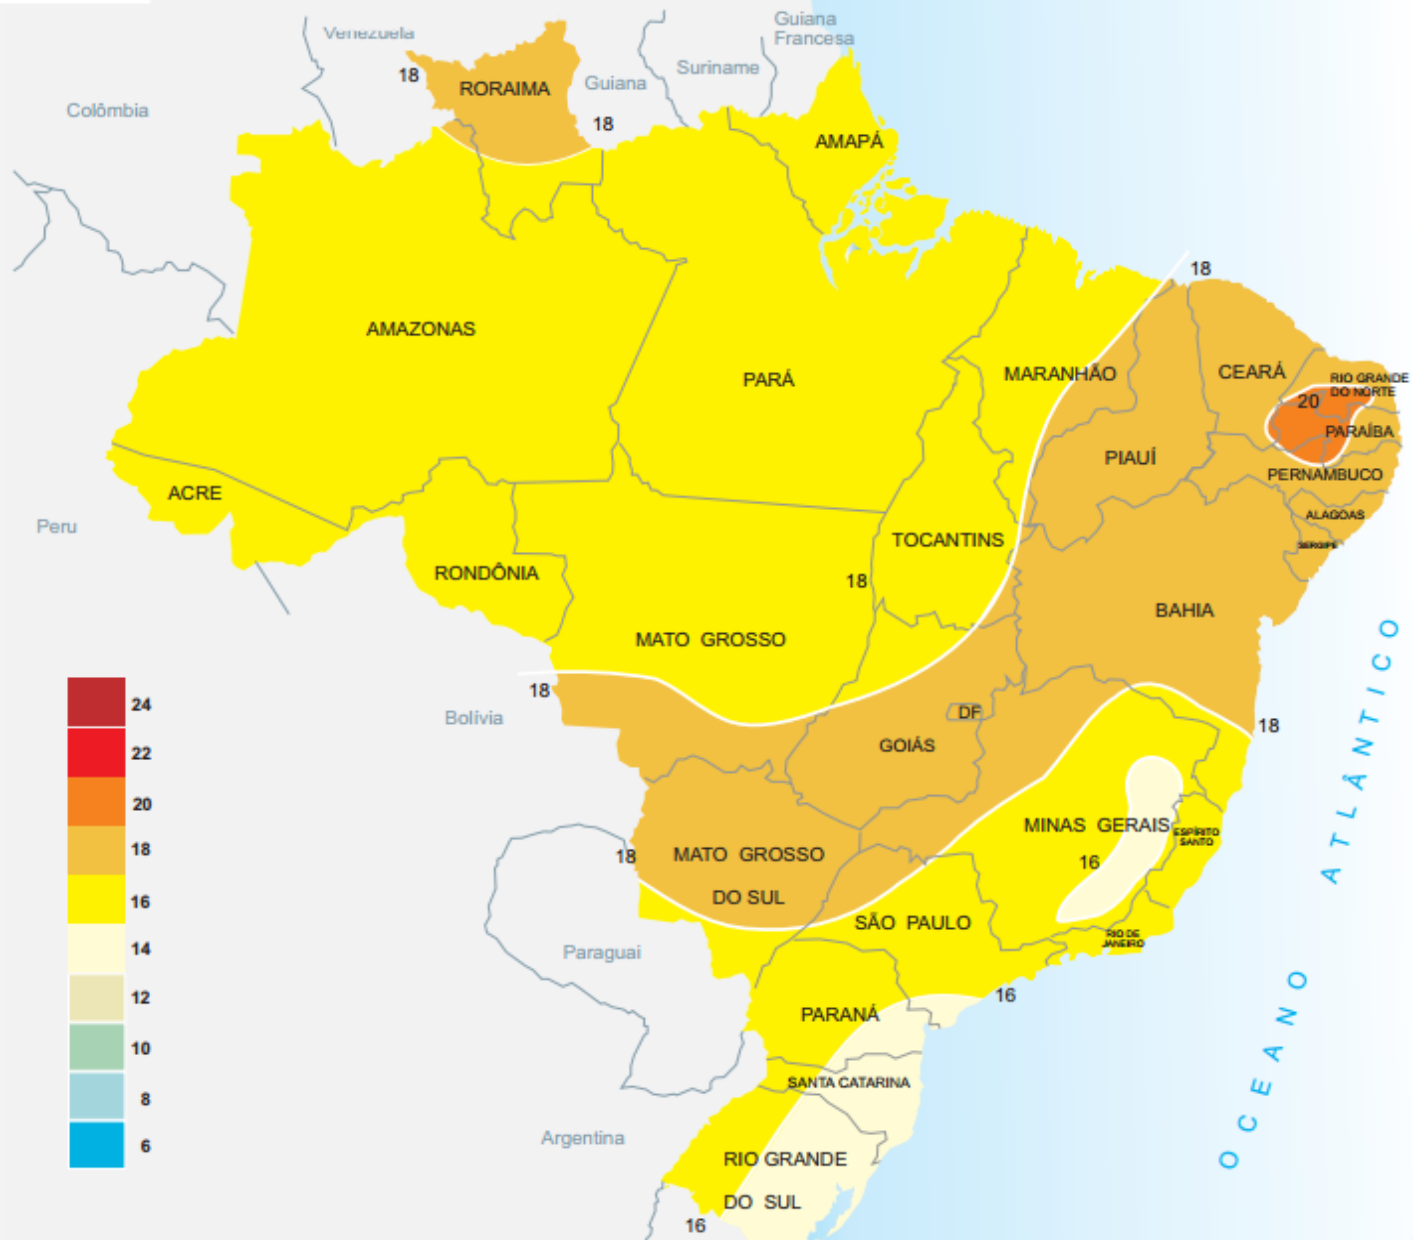 Guiana
Francesa
Venezuela
Suriname
18
RORAIMA
Guiana
Colômbia
18
AMAPÁ
18
AMAZONAS
PARÁ
MARANHÃO
CEARÁ
RIO GRANDE
DO NORTE
20
PARAÍBA
PIAUÍ
PERNAMBUCO
ACRE
ALAGOAS
Peru
TOCANTINS
SERGIPE
RONDÔNIA
18
BAHIA
MATO GROSSO
18
Bolívia
DF
18
GOIÁS
24
22
20
18
16
14
12
10
8
6
MINAS GERAIS
ESPÍRITO
SANTO
18
MATO GROSSO
DO SUL
16
SÃO PAULO
RIO DE
JANEIRO
Paraguai
16
PARANÁ
SANTA CATARINA
Argentina
RIO GRANDE
DO SUL
16
OCEANO ATLÂNTICO